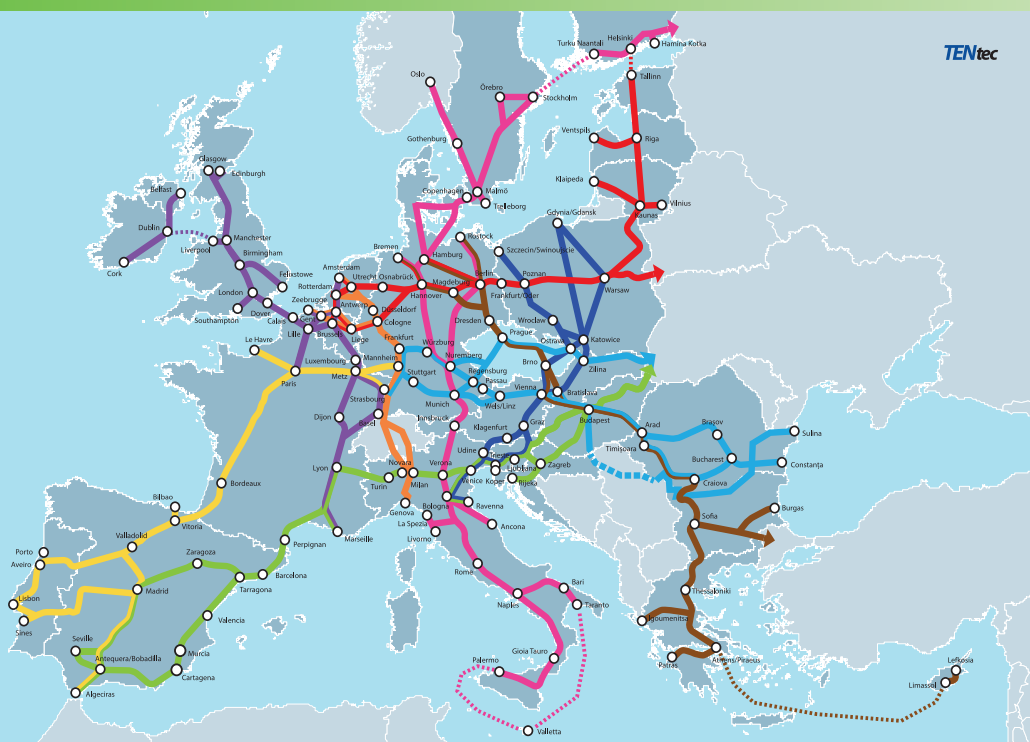 Helsinki
Turku Naantali
Hamina Kotka
TENtec
Oslo
Örebro
Stockholm
Tallinn
Gothenburg
Ventspils
Riga
Glasgow
Edinburgh
Klaipeda
Belfast
Copenhagen
Malmö
Trelleborg
Vilnius
Kaunas
Gdynia/Gdansk
Dublin
Liverpool
Manchester
Rostock
Szczecin/Swinoujscie
Bremen
Hamburg
Cork
Birmingham
Felixstowe
Amsterdam
Utrecht
Osnabrück
Magdeburg
Berlin
Poznan
Warsaw
London
Rotterdam
Hannover
Frankfurt/Oder
Zeebrugge
Antwerp
Düsseldorf
Southampton
Dover
Calais
Gent
Cologne
Dresden
Wroclaw
Lille
Brussels
Liège
Prague
Katowice
Le Havre
Frankfurt
Würzburg
Ostrava
Luxembourg
Mannheim
Nuremberg
Zilina
Paris
Metz
Stuttgart
Regensburg
Passau
Brno
Strasbourg
Munich
Wels/Linz
Vienna
Bratislava
Dijon
Basel
Innsbruck
Klagenfurt
Graz
Budapest
Arad
Braşov
Sulina
Timişoara
Udine
Trieste
Ljubljana
Zagreb
Bucharest
Constanţa
Lyon
Novara
Verona
Turin
Milan
Venice
Koper
Rijeka
Craiova
Bordeaux
Bilbao
Genova
Bologna
Ravenna
La Spezia
Sofia
Burgas
Vitoria
Marseille
Livorno
Ancona
Valladolid
Perpignan
Porto
Zaragoza
Aveiro
Rome
Barcelona
Madrid
Tarragona
Bari
Thessaloniki
Lisbon
Naples
Taranto
Valencia
Igoumenitsa
Sines
Seville
Murcia
Gioia Tauro
Antequera/Bobadilla
Palermo
Patras
Athens/Piraeus
Lefkosia
Cartagena
Limassol
Algeciras
Valletta